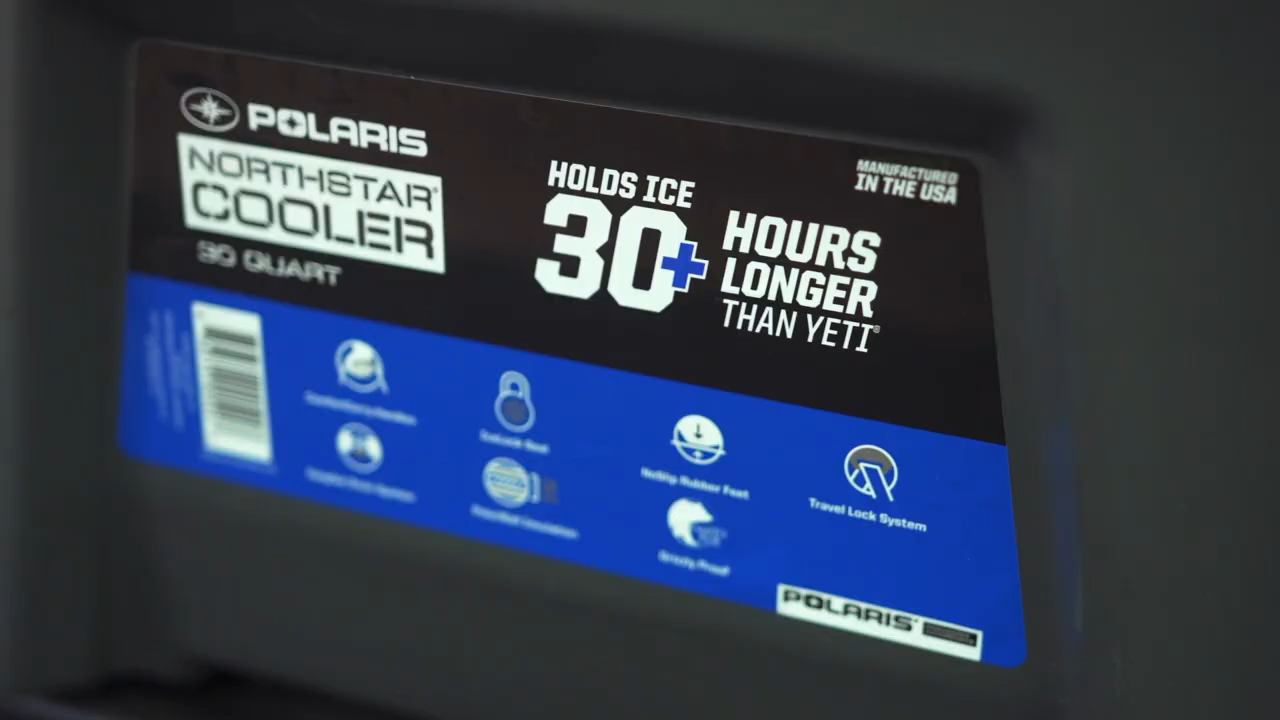 POLARIS
NORTHSTAR
COOLER
30 QUART
HOLDS ICE
30+ HOURS
LONGER
THAN YETI®
MANUFACTURED
IN THE USA
NoSlip Rubber Feet
Travel Lock System
Grizzly Proof
POLARIS